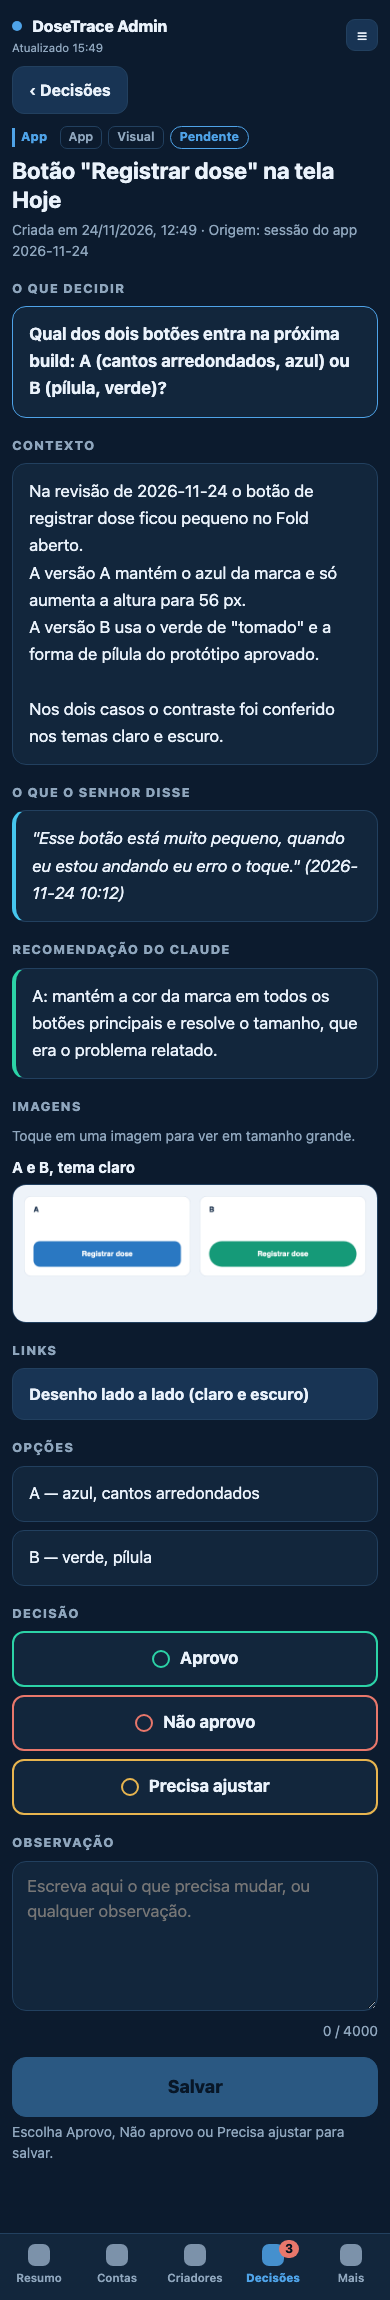 DoseTrace Admin
Atualizado 15:49
≡
‹ Decisões
App App Visual Pendente
Botão "Registrar dose" na tela
Hoje
Criada em 24/11/2026, 12:49 · Origem: sessão do app
2026-11-24
O QUE DECIDIR
Qual dos dois botões entra na próxima
build: A (cantos arredondados, azul) ou
B (pílula, verde)?
CONTEXTO
Na revisão de 2026-11-24 o botão de
registrar dose ficou pequeno no Fold
aberto.
A versão A mantém o azul da marca e só
aumenta a altura para 56 px.
A versão B usa o verde de "tomado" e a
forma de pílula do protótipo aprovado.
Nos dois casos o contraste foi conferido
nos temas claro e escuro.
O QUE O SENHOR DISSE
"Esse botão está muito pequeno, quando
eu estou andando eu erro o toque." (2026-
11-24 10:12)
RECOMENDAÇÃO DO CLAUDE
A: mantém a cor da marca em todos os
botões principais e resolve o tamanho, que
era o problema relatado.
IMAGENS
Toque em uma imagem para ver em tamanho grande.
A e B, tema claro
A B
Registrar dose Registrar dose
LINKS
Desenho lado a lado (claro e escuro)
OPÇÕES
A — azul, cantos arredondados
B — verde, pílula
DECISÃO
Aprovo
Não aprovo
Precisa ajustar
OBSERVAÇÃO
Escreva aqui o que precisa mudar, ou
qualquer observação.
0 / 4000
Salvar
Escolha Aprovo, Não aprovo ou Precisa ajustar para
salvar.
3
Resumo Contas Criadores Decisões Mais